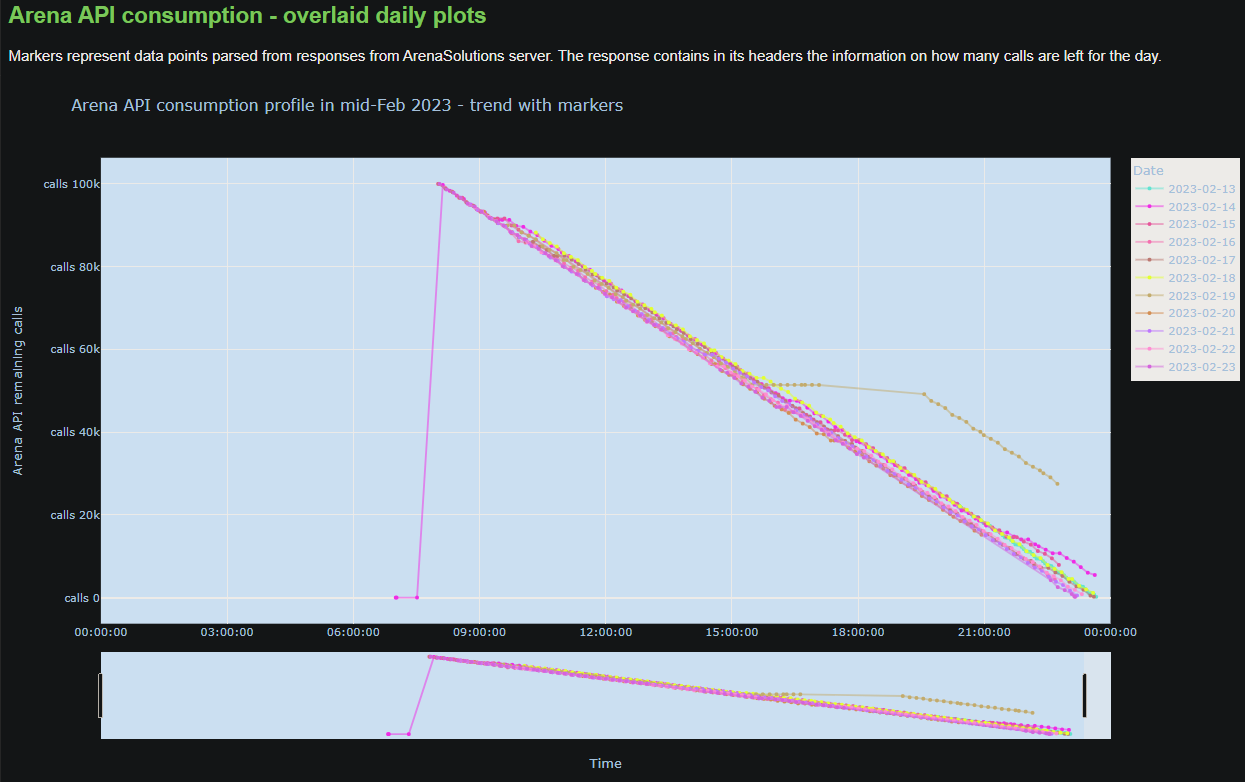 Arena API consumption - overlaid daily plots
Markers represent data points parsed from responses from ArenaSolutions server. The response contains in its headers the information on how many calls are left for the day.
Arena API consumption profile in mid-Feb 2023 - trend with markers
calls 100k
calls 80k
calls 60k
calls 40k
calls 20k
calls 0
Arena API remaining calls
00:00:00 03:00:00 06:00:00 09:00:00 12:00:00 15:00:00 18:00:00 21:00:00 00:00:00
Time
Date
2023-02-13
2023-02-14
2023-02-15
2023-02-16
2023-02-17
2023-02-18
2023-02-19
2023-02-20
2023-02-21
2023-02-22
2023-02-23